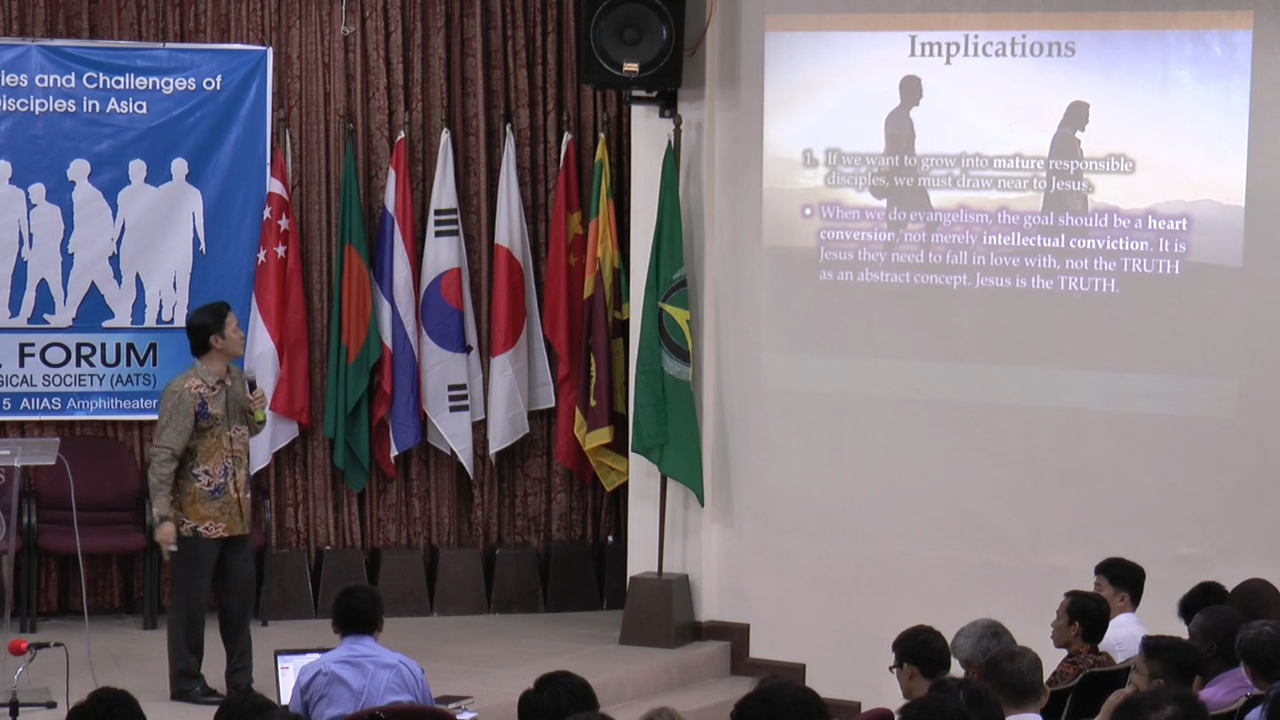 ies and Challenges of
Disciples in Asia
FORUM
GICAL SOCIETY (AATS)
5 AIIAS Amphitheater
Implications
1. If we want to grow into mature responsible
disciples, we must draw near to Jesus.
• When we do evangelism, the goal should be a heart
conversion, not merely intellectual conviction. It is
Jesus they need to fall in love with, not the TRUTH
as an abstract concept. Jesus is the TRUTH.